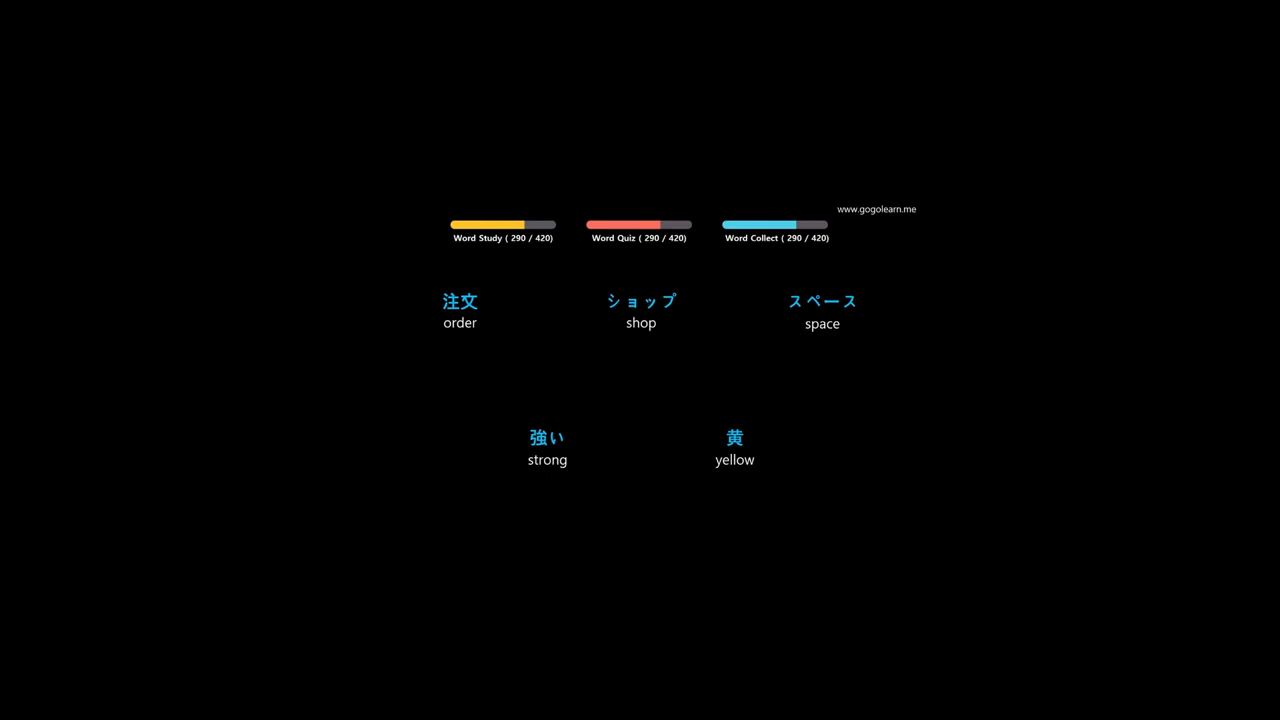 www.gogolearn.me
Word Study ( 290 / 420) Word Quiz ( 290 / 420) Word Collect ( 290 / 420)
注文 ショップ スペース
order shop space
強い 黄
strong yellow